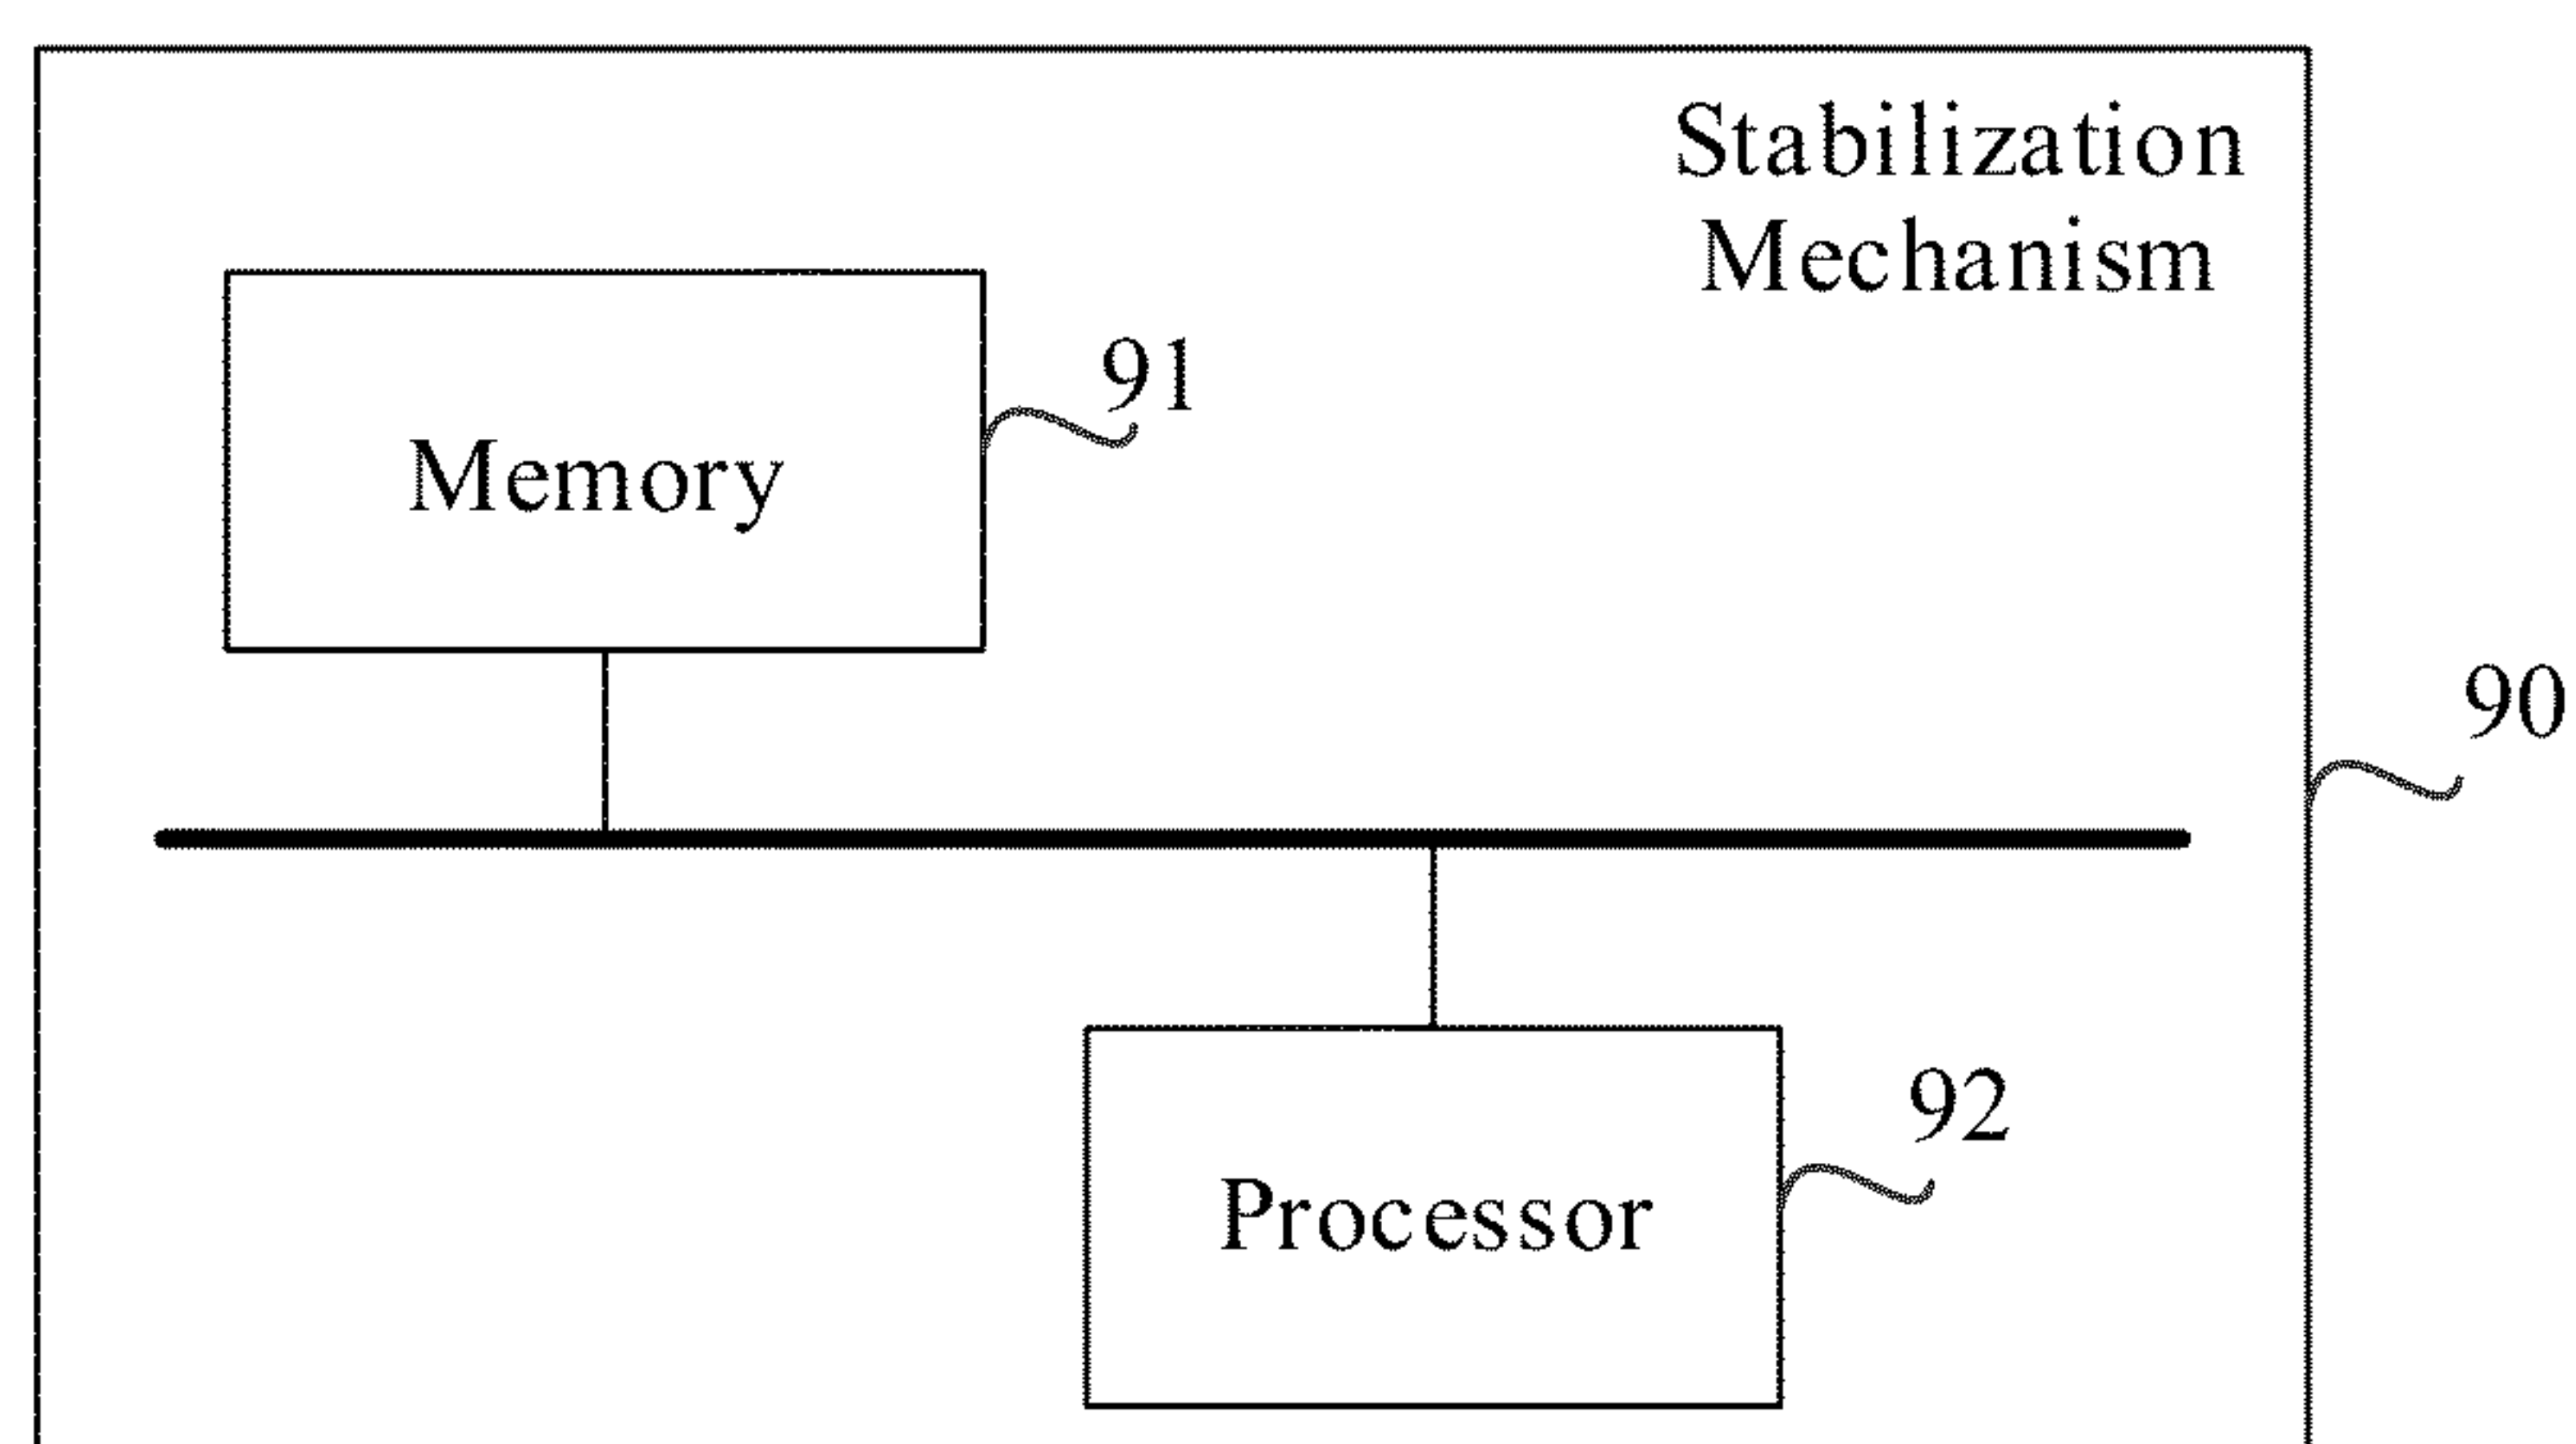 Stabilization
Mechanism
91
Memory
90
92
Processor